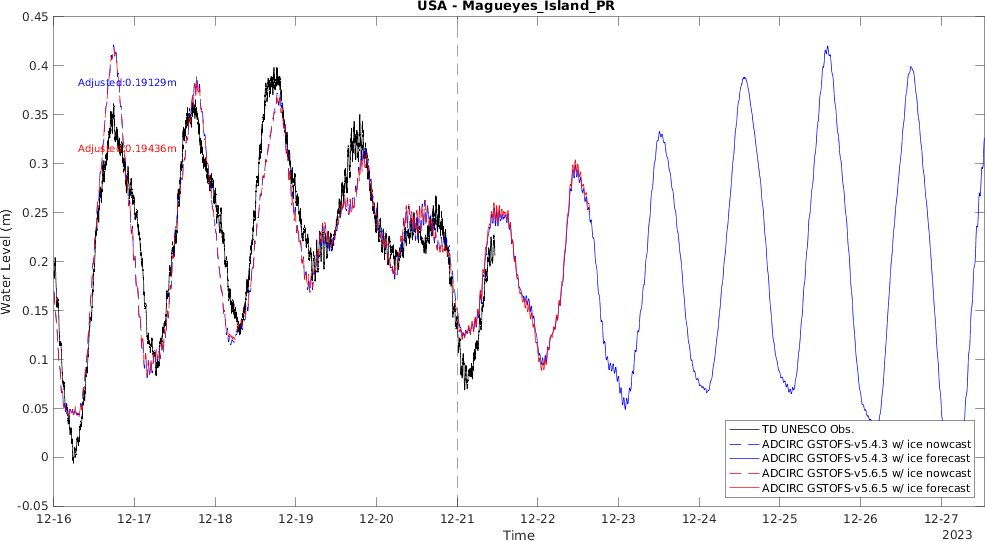 USA - Magueyes_Island_PR
0.45
0.4
0.35
0.3
0.25
0.2
0.15
0.1
0.05
0
-0.05
Water Level (m)
Adjusted:0.19129m
Adjusted:0.19436m
TD UNESCO Obs.
ADCIRC GSTOFS-v5.4.3 w/ ice nowcast
ADCIRC GSTOFS-v5.4.3 w/ ice forecast
ADCIRC GSTOFS-v5.6.5 w/ ice nowcast
ADCIRC GSTOFS-v5.6.5 w/ ice forecast
12-16 12-17 12-18 12-19 12-20 12-21 12-22 12-23 12-24 12-25 12-26 12-27
Time
2023